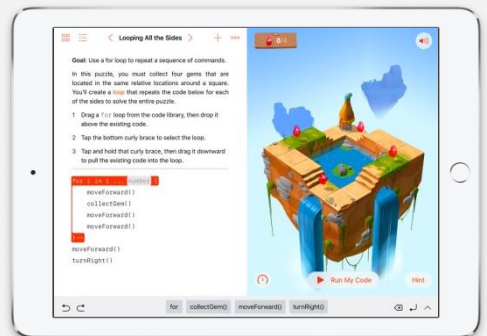 Looping All the Sides
Goal: Use a for loop to repeat a sequence of commands.
In this puzzle, you must collect four gems that are
located in the same relative locations around a square.
You'll create a loop that repeats the code below for each
of the sides to solve the entire puzzle.
1 Drag a for loop from the code library, then drop it
above the existing code.
2 Tap the bottom curly brace to select the loop.
3 Tap and hold that curly brace, then drag it downward
to pull the existing code into the loop.
for i in 1 ... number {
moveForward()
collectGem()
moveForward()
moveForward()
}
moveForward()
turnRight()
Run My Code
Hint
for collectGem() moveForward() turnRight()